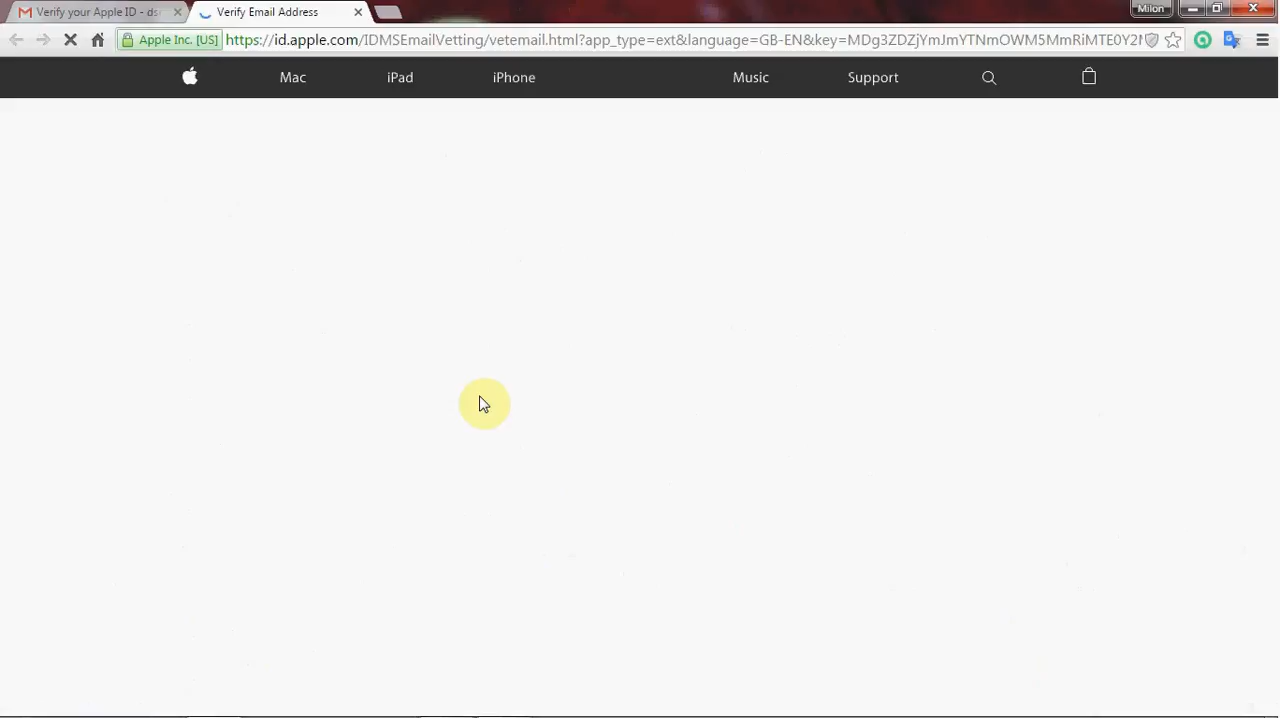 Verify your Apple ID - ds
Verify Email Address
Milon
Apple Inc. [US]
https://id.apple.com/IDMSEmailVetting/vetemail.html?app_type=ext&language=GB-EN&key=
Mac
iPad
iPhone
Music
Support